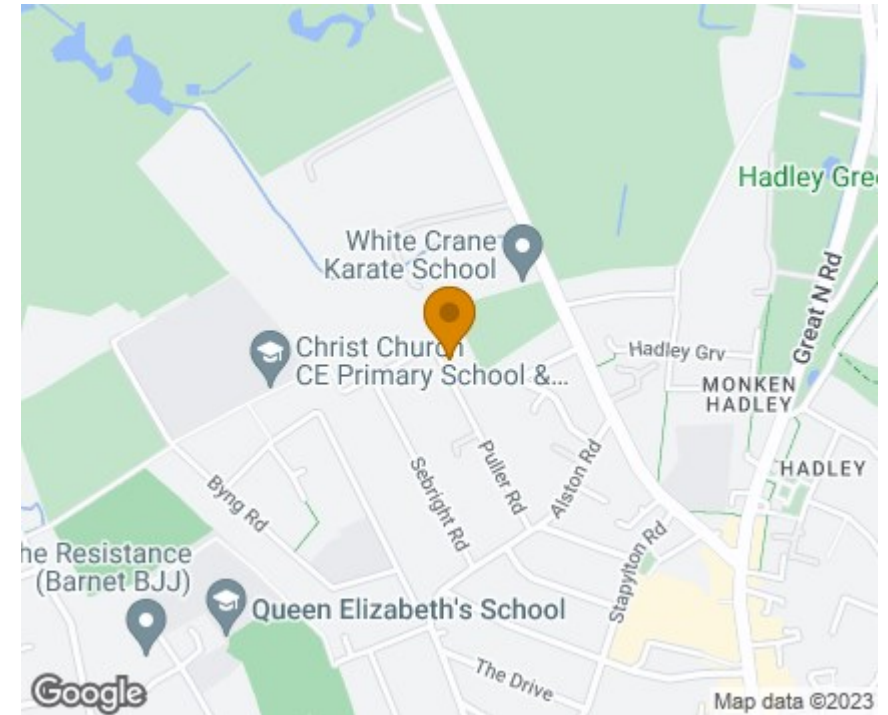 Hadley Gree
White Crane
Karate School
Great N Rd
Christ Church
CE Primary School &...
Hadley Grv
MONKEN
HADLEY
HADLEY
Puller Rd
Alston Rd
Sebright Rd
Byng Rd
Stapylton Rd
he Resistance
(Barnet BJJ)
Queen Elizabeth's School
The Drive
Google
Map data ©2023